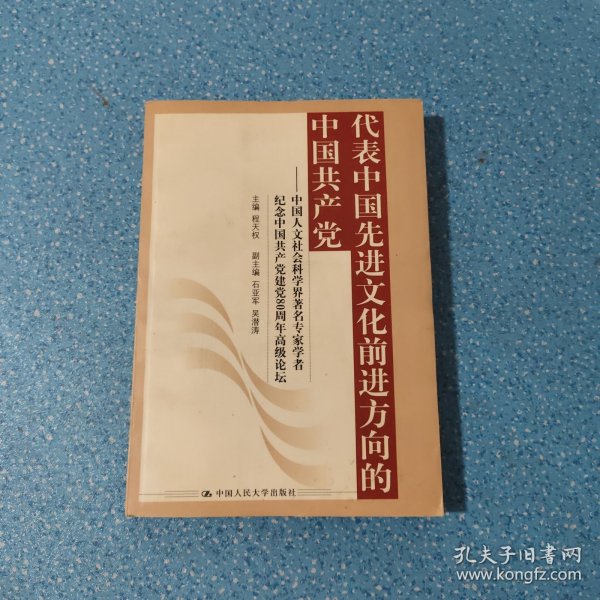 代表中国先进文化前进方向的
中国共产党
——中国人文社会科学界著名专家学者
纪念中国共产党建党80周年高级论坛
主编 程天权 副主编 石亚军 吴潜涛
中国人民大学出版社
孔夫子旧书网
www.kongfz.com